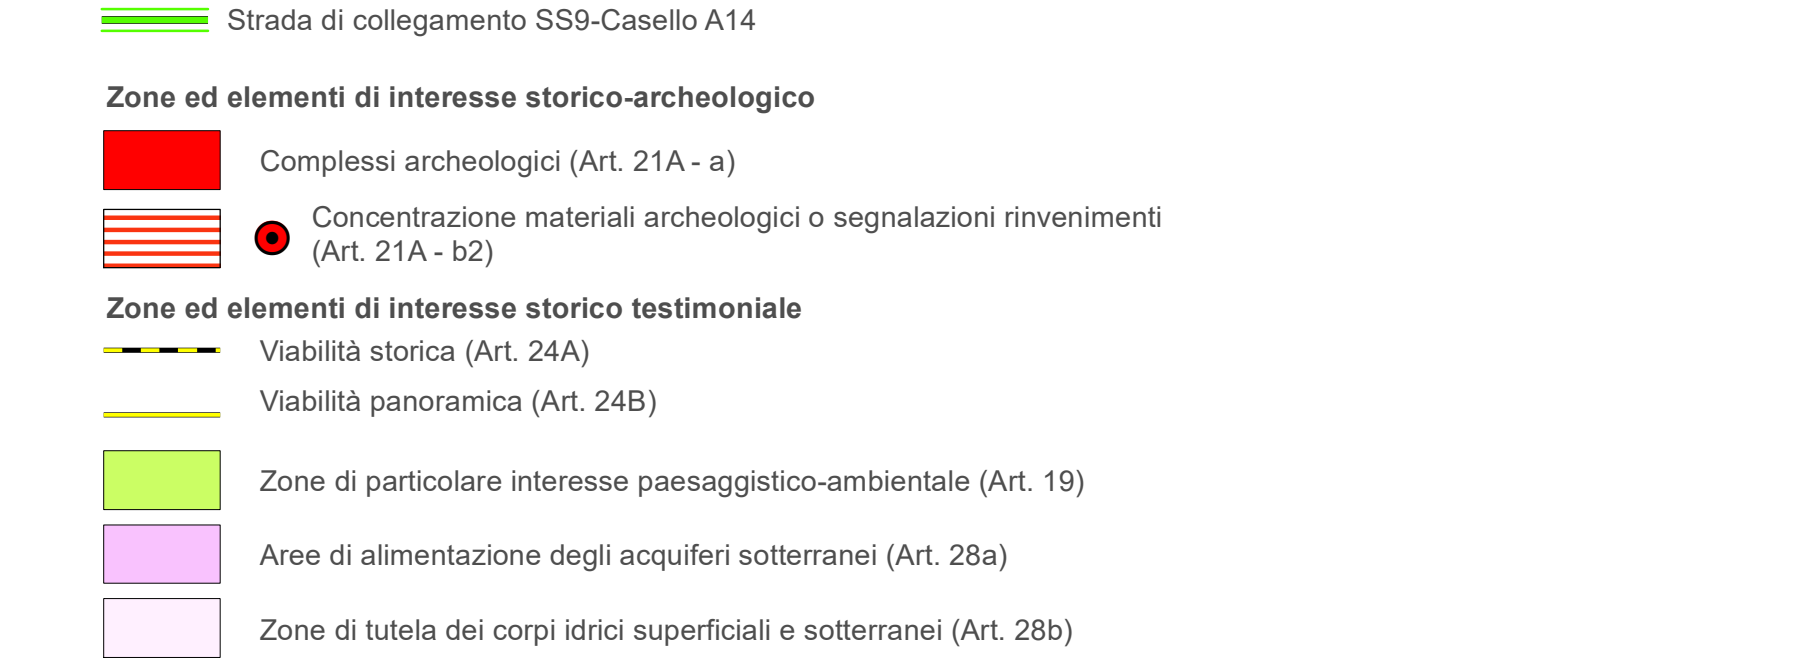 Strada di collegamento SS9-Casello A14
Zone ed elementi di interesse storico-archeologico
Complessi archeologici (Art. 21A - a)
Concentrazione materiali archeologici o segnalazioni rinvenimenti
(Art. 21A - b2)
Zone ed elementi di interesse storico testimoniale
Viabilità storica (Art. 24A)
Viabilità panoramica (Art. 24B)
Zone di particolare interesse paesaggistico-ambientale (Art. 19)
Aree di alimentazione degli acquiferi sotterranei (Art. 28a)
Zone di tutela dei corpi idrici superficiali e sotterranei (Art. 28b)